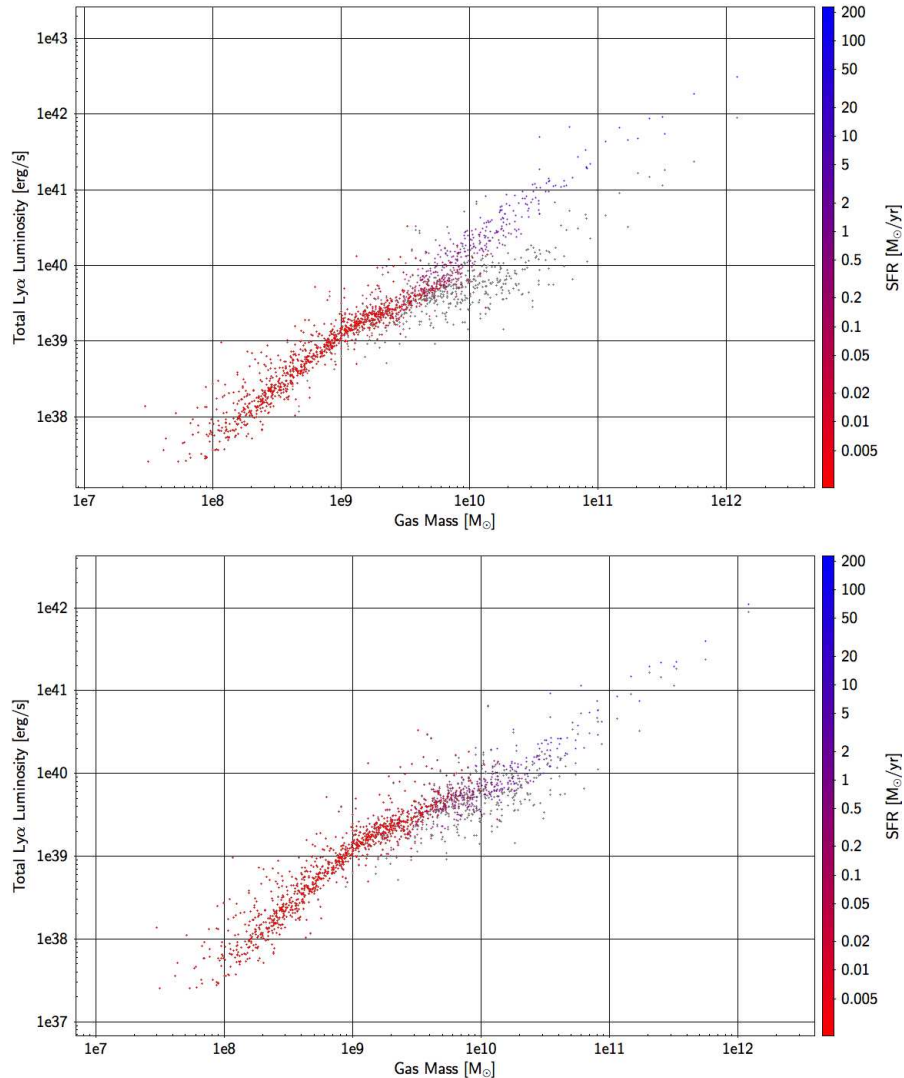 1e43
1e42
1e41
1e40
1e39
1e38
Total Lyα Luminosity [erg/s]
1e7 1e8 1e9 1e10 1e11 1e12
Gas Mass [M⊙]
200
100
50
20
10
5
2
1
0.5
0.2
0.1
0.05
0.02
0.01
0.005
SFR [M⊙/yr]
1e42
1e41
1e40
1e39
1e38
1e37
Total Lyα Luminosity [erg/s]
1e7 1e8 1e9 1e10 1e11 1e12
Gas Mass [M⊙]
200
100
50
20
10
5
2
1
0.5
0.2
0.1
0.05
0.02
0.01
0.005
SFR [M⊙/yr]